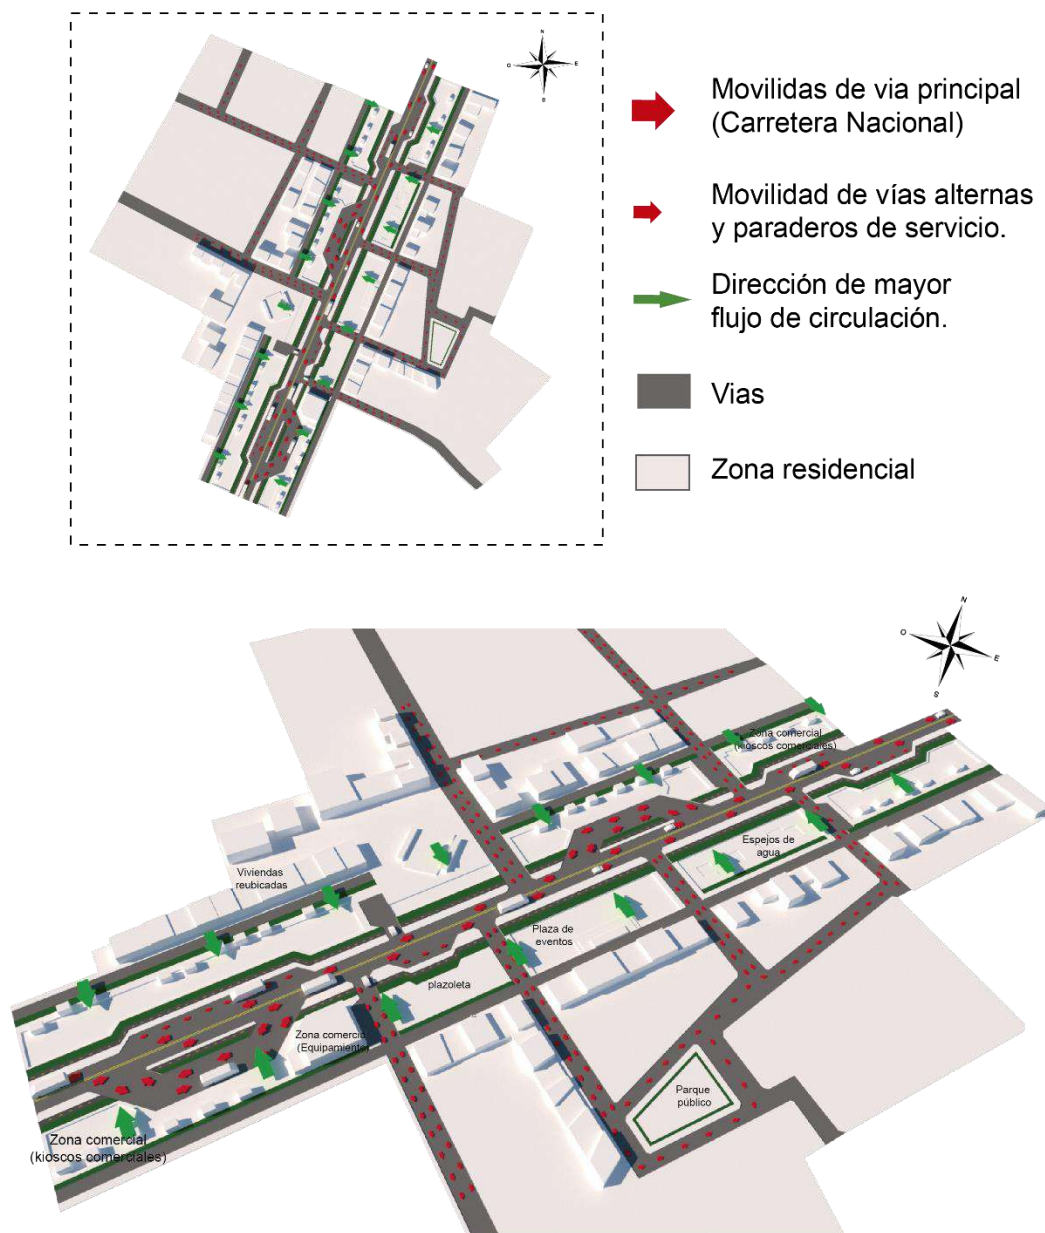 N
O
E
S
Movilidas de via principal
(Carretera Nacional)
Movilidad de vías alternas
y paraderos de servicio.
Dirección de mayor
flujo de circulación.
Vias
Zona residencial
N
O
E
S
Zona comercial
(kioscos comerciales)
Espejos de
agua
Viviendas
reubicadas
Plaza de
eventos
plazoleta
Zona comercio
(Equipamiento)
Parque
público
Zona comercial
(kioscos comerciales)